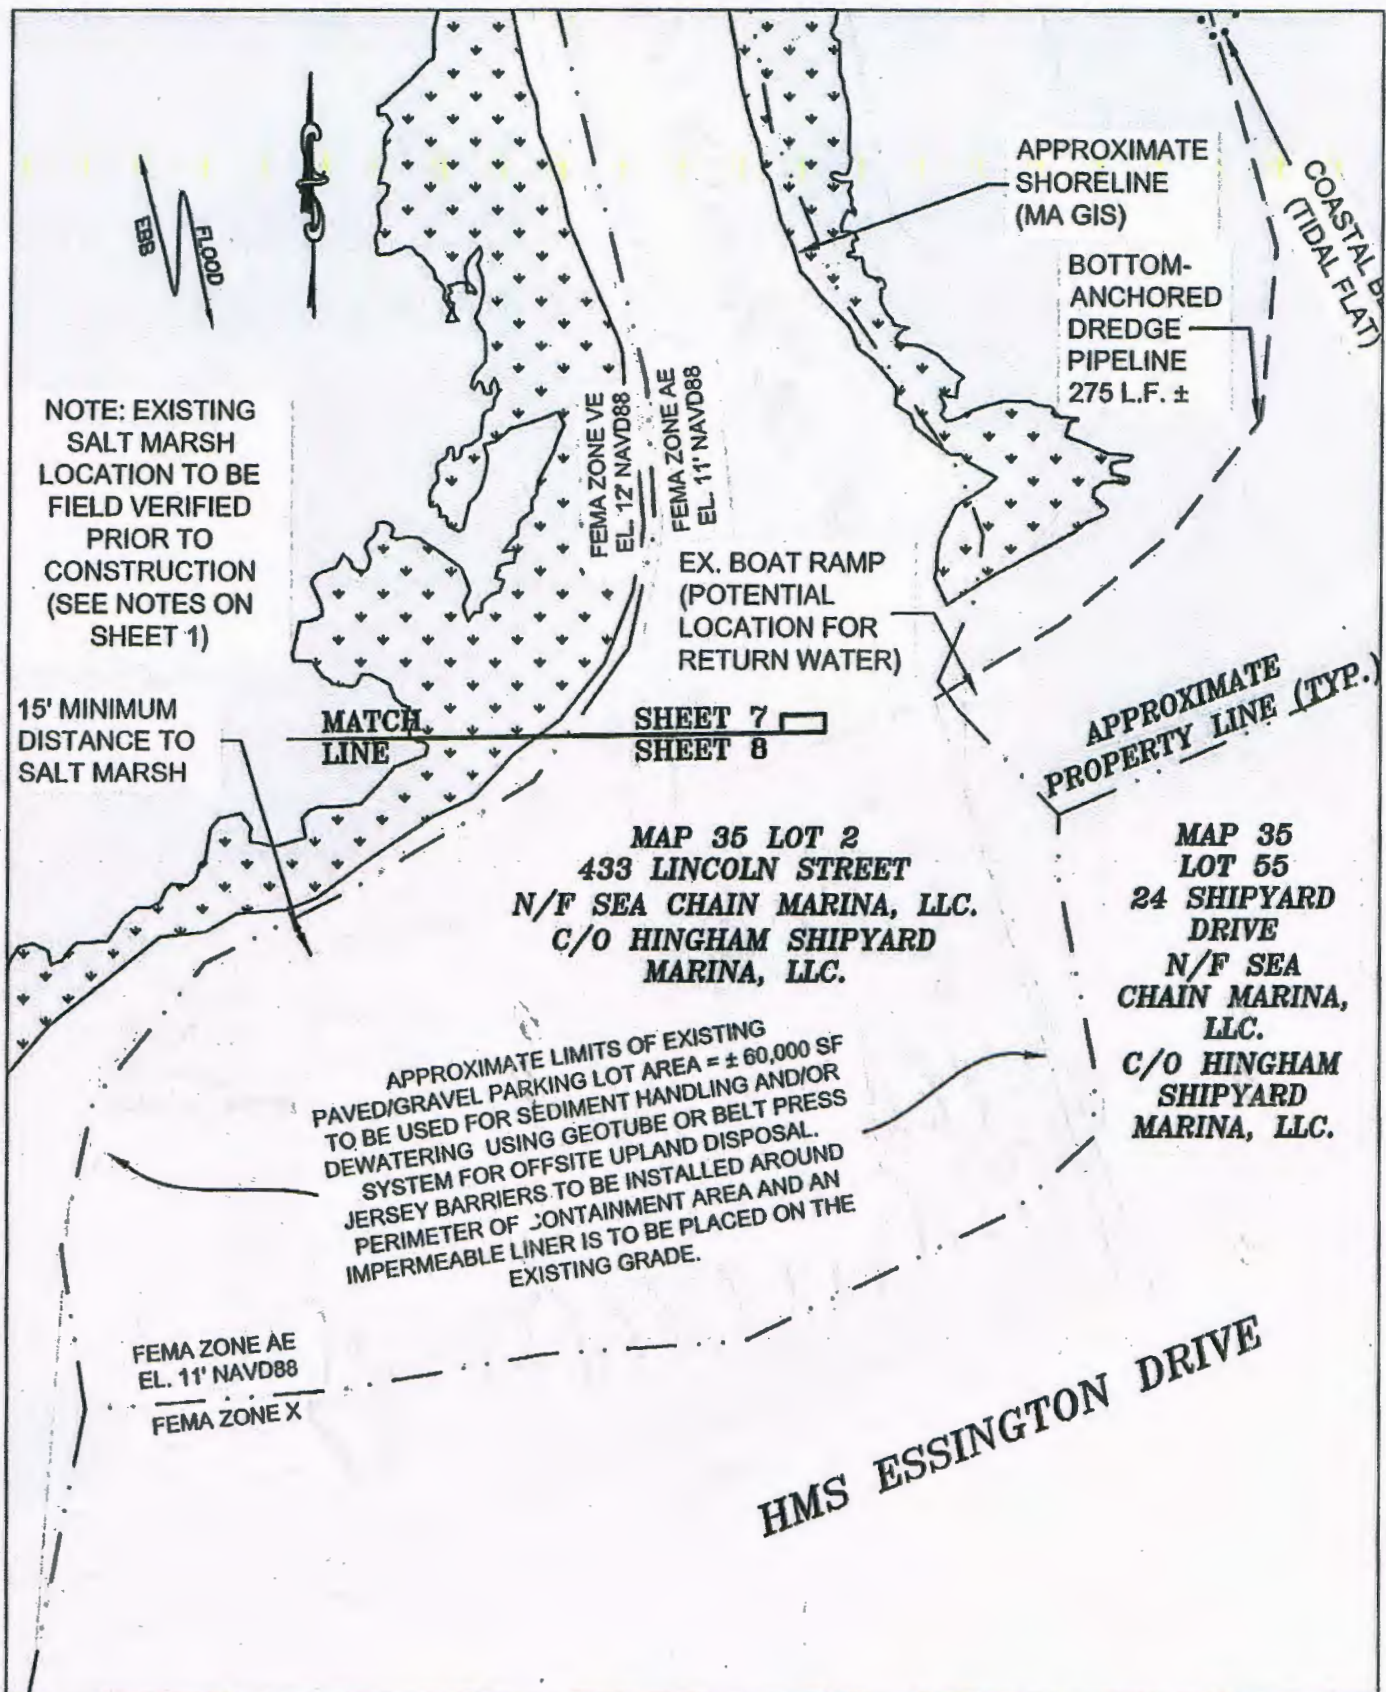 APPROXIMATE
SHORELINE
(MA GIS)
COASTAL
(TIDAL FLAT)
EBB
FLOOD
BOTTOM-
ANCHORED
DREDGE
PIPELINE
275 L.F. ±
NOTE: EXISTING
SALT MARSH
LOCATION TO BE
FIELD VERIFIED
PRIOR TO
CONSTRUCTION
(SEE NOTES ON
SHEET 1)
FEMA ZONE VE
EL. 12' NAVD88
FEMA ZONE AE
EL. 11' NAVD88
EX. BOAT RAMP
(POTENTIAL
LOCATION FOR
RETURN WATER)
15' MINIMUM
DISTANCE TO
SALT MARSH
MATCH
LINE
SHEET 7
SHEET 8
APPROXIMATE
PROPERTY LINE (TYP.)
MAP 35 LOT 2
433 LINCOLN STREET
N/F SEA CHAIN MARINA, LLC.
C/O HINGHAM SHIPYARD
MARINA, LLC.
MAP 35
LOT 55
24 SHIPYARD
DRIVE
N/F SEA
CHAIN MARINA,
LLC.
C/O HINGHAM
SHIPYARD
MARINA, LLC.
APPROXIMATE LIMITS OF EXISTING
PAVED/GRAVEL PARKING LOT AREA = ± 60,000 SF
TO BE USED FOR SEDIMENT HANDLING AND/OR
DEWATERING USING GEOTUBE OR BELT PRESS
SYSTEM FOR OFFSITE UPLAND DISPOSAL.
JERSEY BARRIERS TO BE INSTALLED AROUND
PERIMETER OF CONTAINMENT AREA AND AN
IMPERMEABLE LINER IS TO BE PLACED ON THE
EXISTING GRADE.
FEMA ZONE AE
EL. 11' NAVD88
FEMA ZONE X
HMS ESSINGTON DRIVE